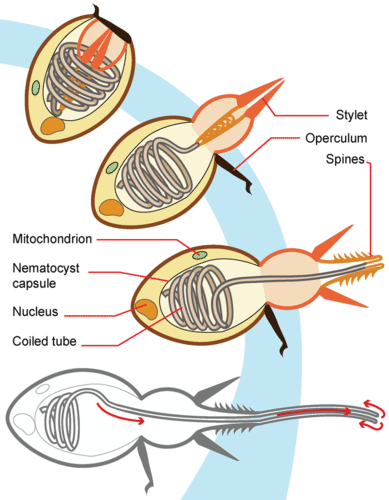 Stylet
Operculum
Spines
Mitochondrion
Nematocyst
capsule
Nucleus
Coiled tube